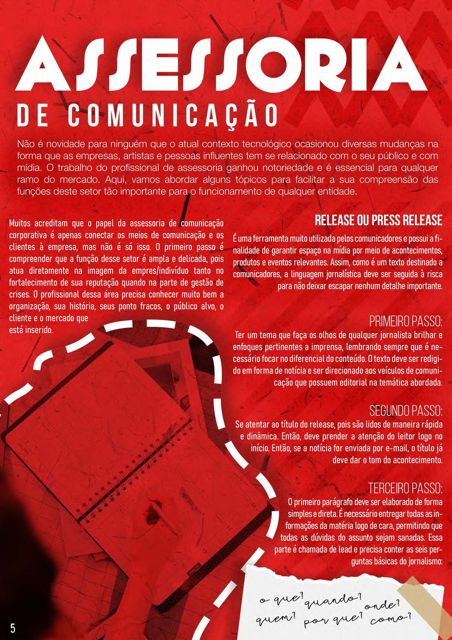 ASSESSORIA
DE COMUNICAÇÃO
Não é novidade para ninguém que o atual contexto tecnológico ocasionou diversas mudanças na
forma que as empresas, artistas e pessoas influentes tem se relacionado com o seu público e com
mídia. O trabalho do profissional de assessoria ganhou notoriedade e é essencial para qualquer
ramo do mercado. Aqui, vamos abordar alguns tópicos para facilitar a sua compreensão das
funções deste setor tão importante para o funcionamento de qualquer entidade.
Muitos acreditam que o papel da assessoria de comunicação
corporativa é apenas conectar os meios de comunicação e os
clientes à empresa, mas não é só isso. O primeiro passo é
compreender que a função desse setor é ampla e delicada, pois
atua diretamente na imagem da empres/indivíduo tanto no
fortalecimento de sua reputação quando na parte de gestão de
crises. O profissional dessa área precisa conhecer muito bem a
organização, sua história, seus ponto fracos, o público alvo, o
cliente e o mercado que
está inserido.
RELEASE OU PRESS RELEASE
É uma ferramenta muito utilizada pelos comunicadores e possui a fi-
nalidade de garantir espaço na mídia por meio de acontecimentos,
produtos e eventos relevantes. Assim, como é um texto destinado a
comunicadores, a linguagem jornalística deve ser seguida à risca
para não deixar escapar nenhum detalhe importante.
PRIMEIRO PASSO:
Ter um tema que faça os olhos de qualquer jornalista brilhar e
enfoques pertinentes a imprensa, lembrando sempre que é ne-
cessário focar no diferencial do conteúdo. O texto deve ser redigi-
do em forma de notícia e ser direcionado aos veículos de comuni-
cação que possuem editorial na temática abordada.
SEGUNDO PASSO:
Se atentar ao título do release, pois são lidos de maneira rápida
e dinâmica. Então, deve prender a atenção do leitor logo no
início. Então, se a notícia for enviada por e-mail, o título já
deve dar o tom do acontecimento.
TERCEIRO PASSO:
O primeiro parágrafo deve ser elaborado de forma
simples e direta. É necessário entregar todas as in-
formações da matéria logo de cara, permitindo que
todas as dúvidas do assunto sejam sanadas. Essa
parte é chamada de lead e precisa conter as seis per-
guntas básicas do jornalismo:
o que? quando? onde?
quem? por que? como?
5